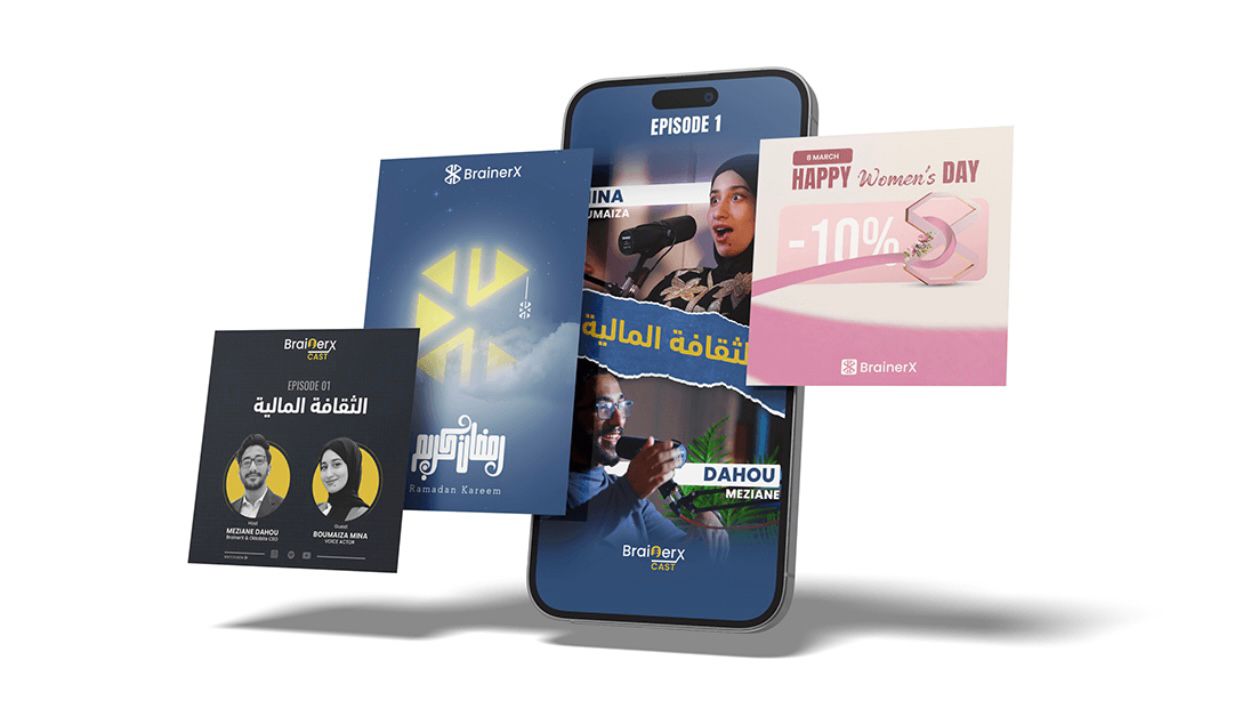 BrainerX
CAST
EPISODE 01
الثقافة المالية
Host
MEZIANE DAHOU
BrainerX &
CEO
Guest
BOUMAIZA MINA
VOICE ACTOR
BrainerX
رمضان كريم
Ramadan Kareem
EPISODE 1
INA
UMAIZA
الثقافة المالية
DAHOU
MEZIANE
BrainerX
CAST
8 MARCH
HAPPY Women's DAY
-10%
BrainerX